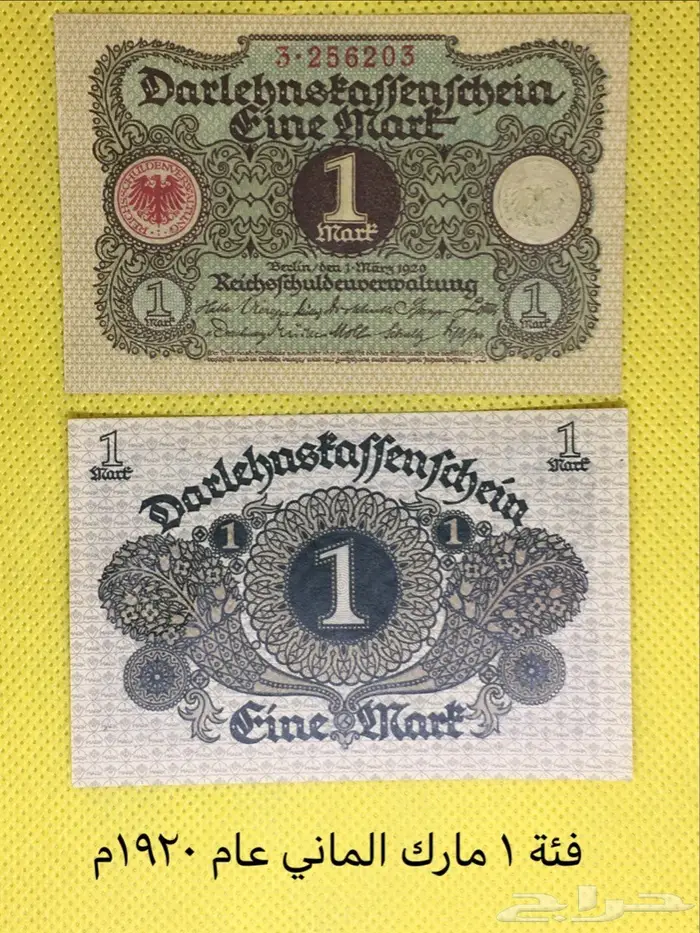 3·256203
Darlehnskassenschein
Eine Mark
REICHSSCHULDENVERWALTUNG
1
Mark
Berlin, den 1. März 1920
Reichsschuldenverwaltung
1
Mark
1
Mark
1
Mark
1
Mark
Darlehnskassenschein
1
1
1
Eine Mark
فئة ١ مارك الماني عام ١٩٢٠م
حراج